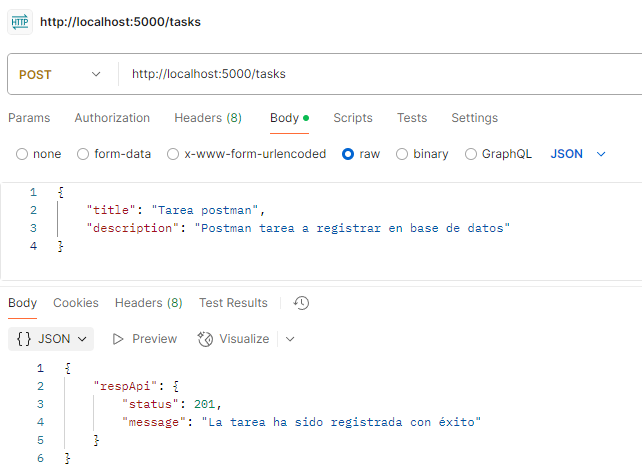 HTTP http://localhost:5000/tasks
POST http://localhost:5000/tasks
Params Authorization Headers (8) Body Scripts Tests Settings
none form-data x-www-form-urlencoded raw binary GraphQL JSON
1 {
2 "title": "Tarea postman",
3 "description": "Postman tarea a registrar en base de datos"
4 }
Body Cookies Headers (8) Test Results
{} JSON Preview Visualize
1 {
2 "respApi": {
3 "status": 201,
4 "message": "La tarea ha sido registrada con éxito"
5 }
6 }